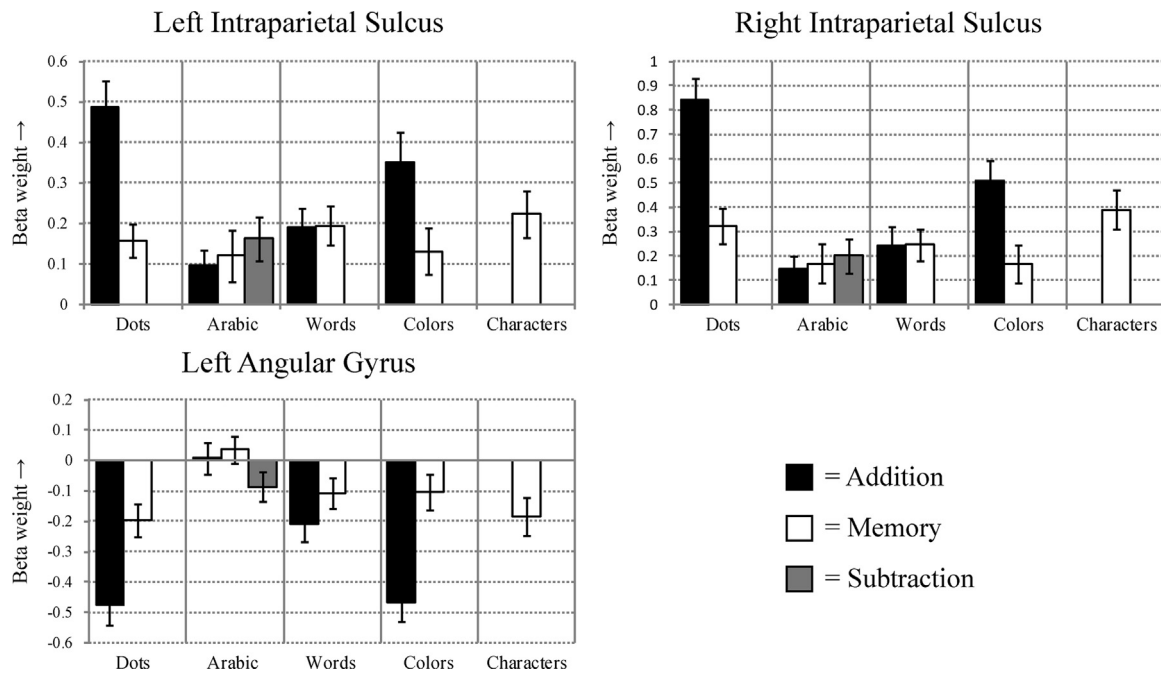 Left Intraparietal Sulcus
Beta weight →
0.6
0.5
0.4
0.3
0.2
0.1
0
Dots Arabic Words Colors Characters
Right Intraparietal Sulcus
Beta weight →
1
0.9
0.8
0.7
0.6
0.5
0.4
0.3
0.2
0.1
0
Dots Arabic Words Colors Characters
Left Angular Gyrus
Beta weight →
0.2
0.1
0
-0.1
-0.2
-0.3
-0.4
-0.5
-0.6
Dots Arabic Words Colors Characters
= Addition
= Memory
= Subtraction